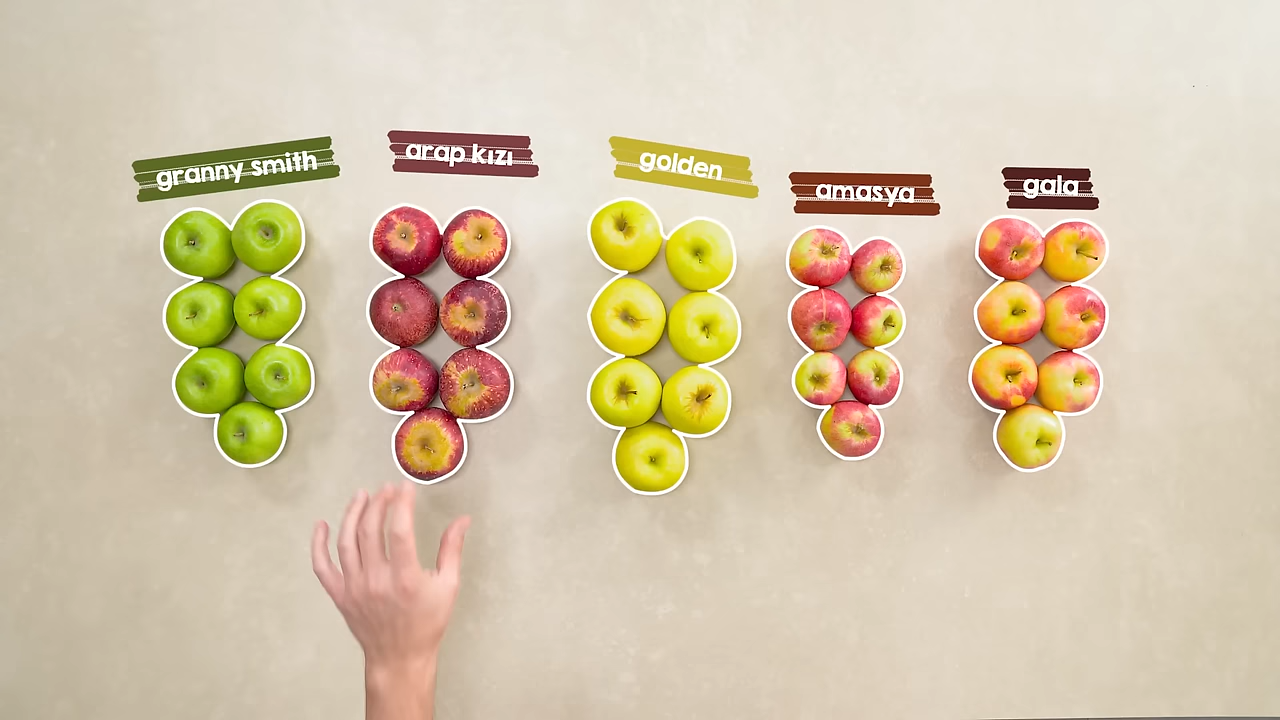 granny smith
arap kızı
golden
amasya
gala